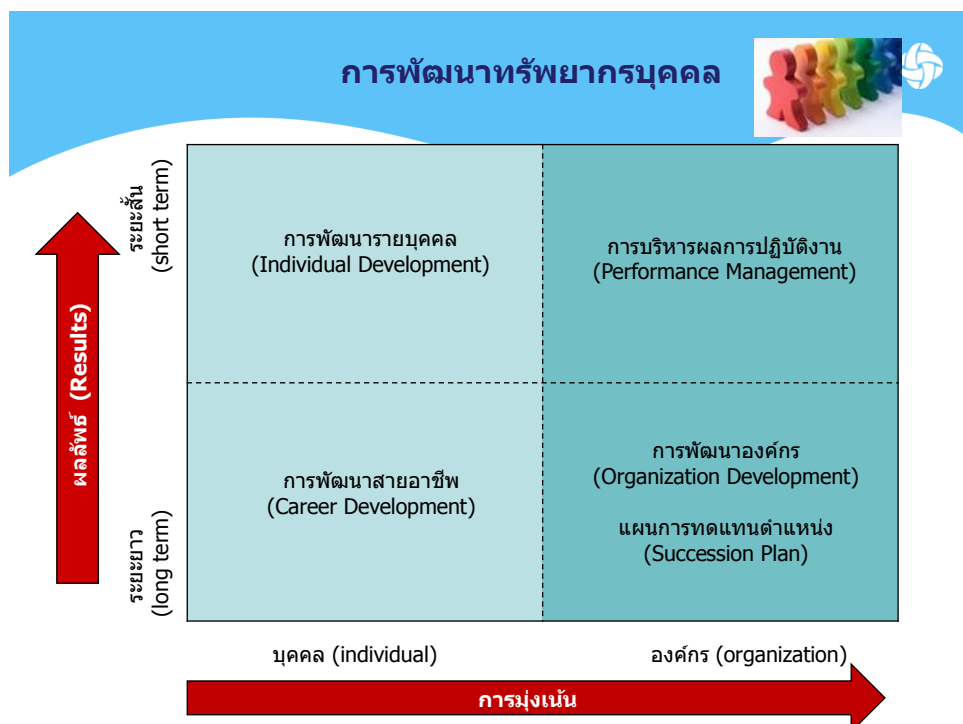 การพัฒนาทรัพยากรบุคคล
ระยะสั้น
(short term)
การพัฒนารายบุคคล
(Individual Development)
การบริหารผลการปฏิบัติงาน
(Performance Management)
ผลลัพธ์ (Results)
ระยะยาว
(long term)
การพัฒนาสายอาชีพ
(Career Development)
การพัฒนาองค์กร
(Organization Development)
แผนการทดแทนตำแหน่ง
(Succession Plan)
บุคคล (individual)
องค์กร (organization)
การมุ่งเน้น